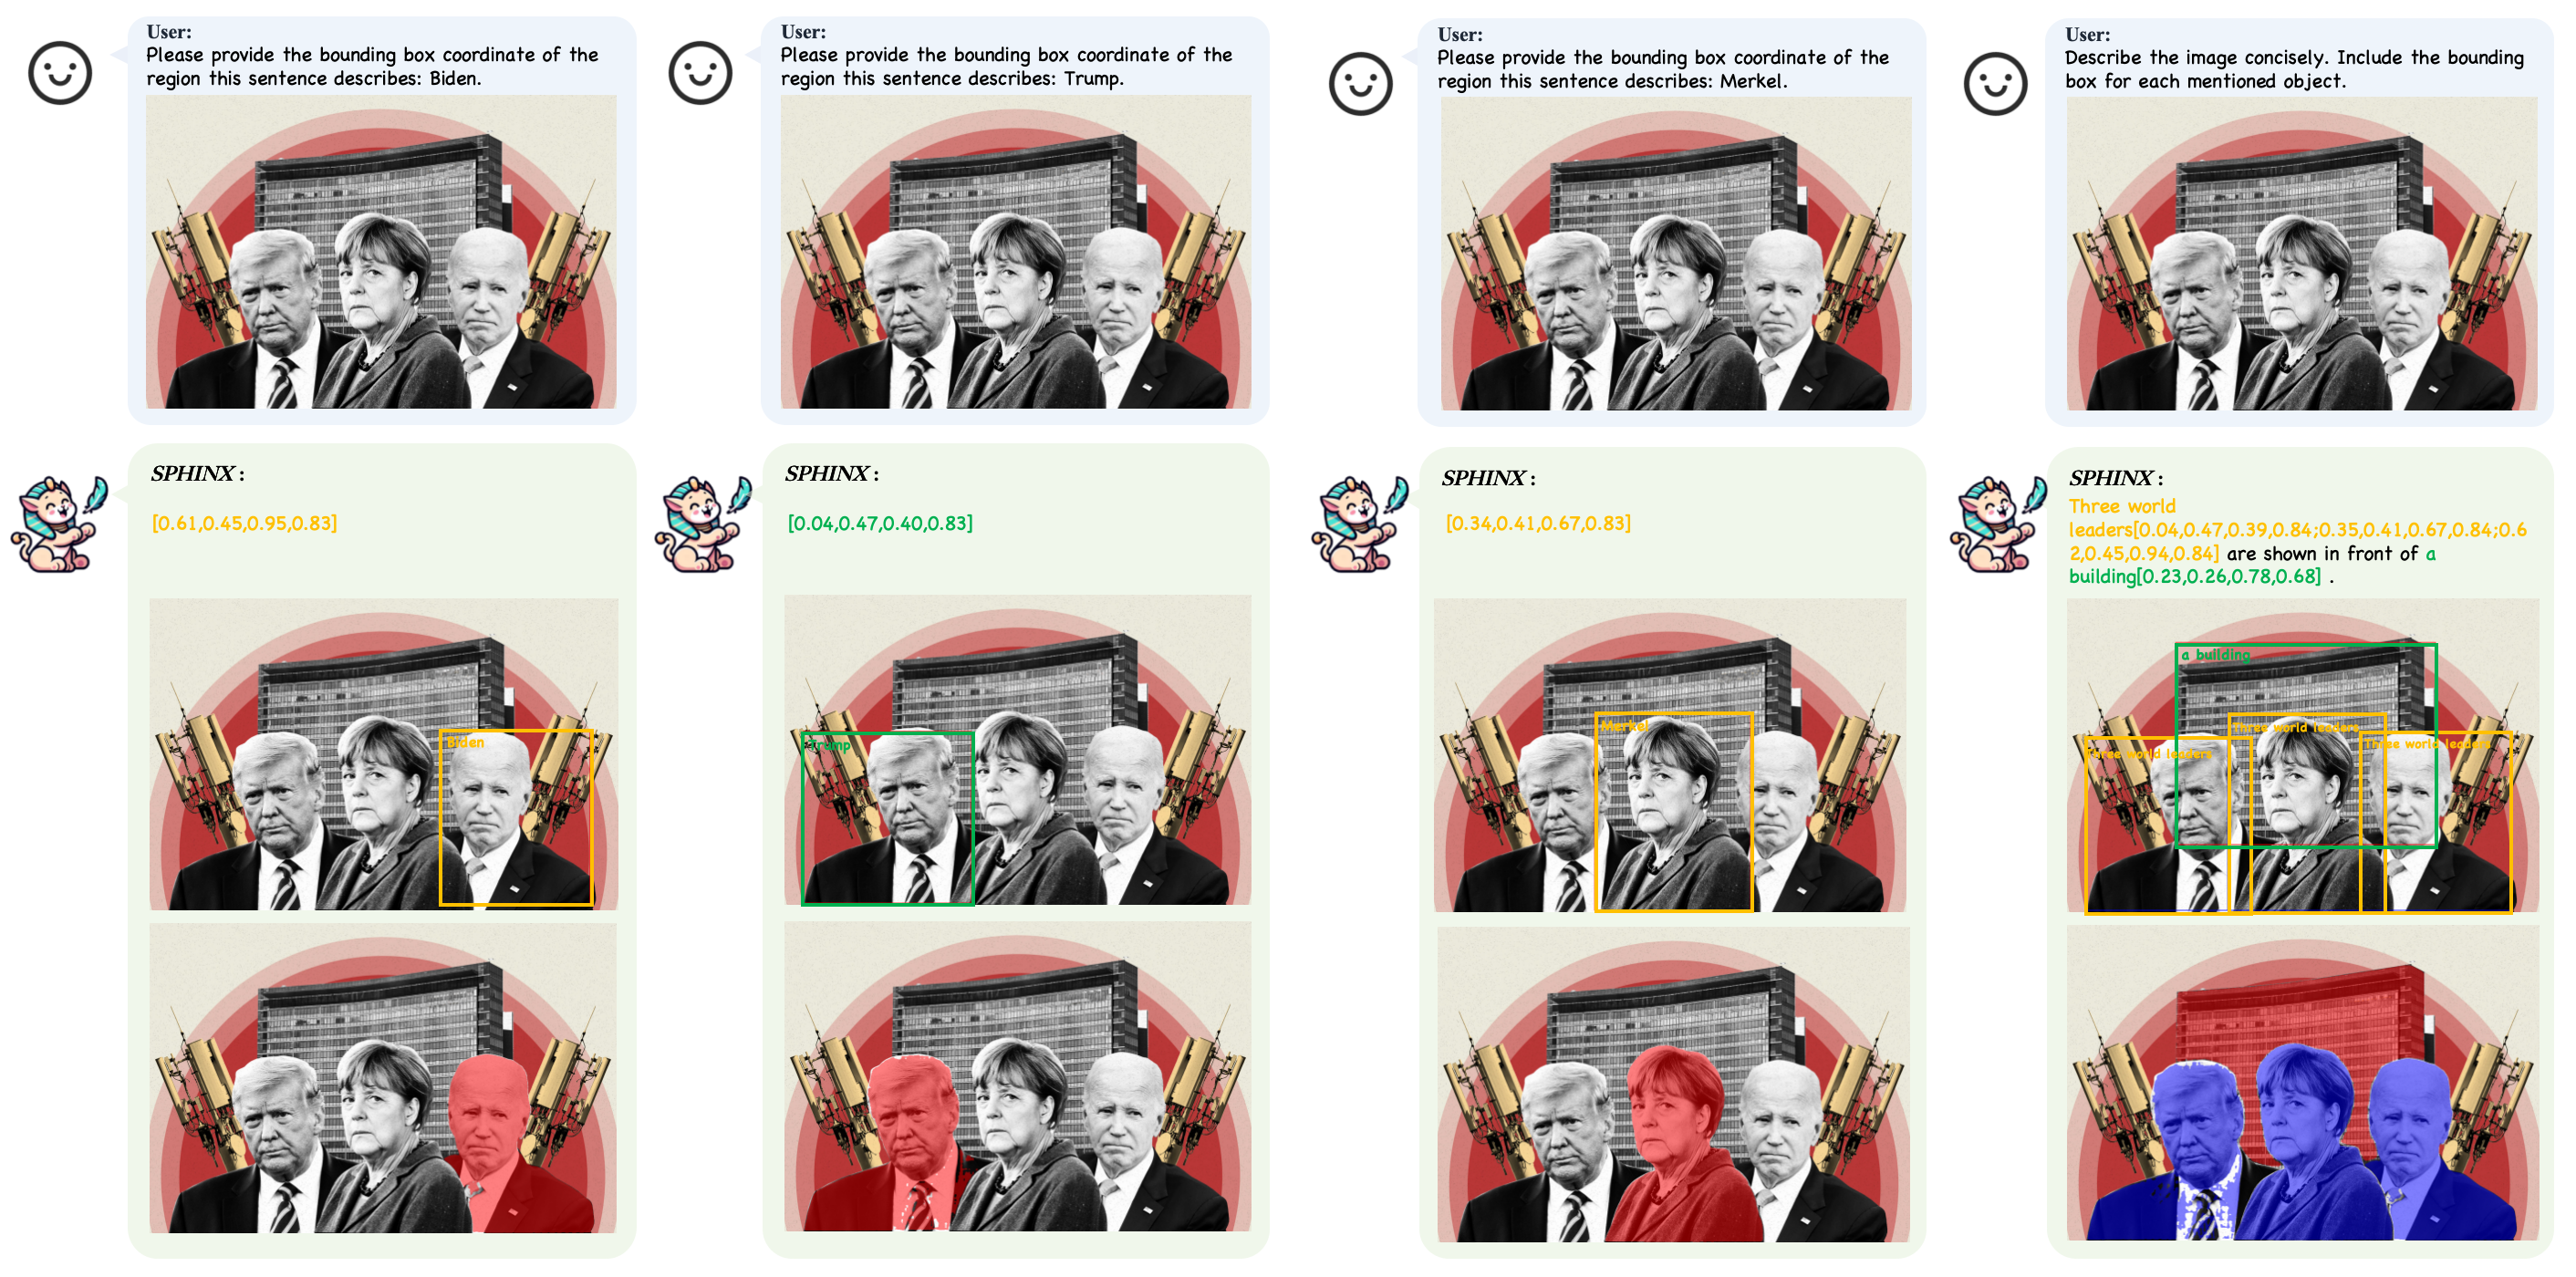 User:
Please provide the bounding box coordinate of the
region this sentence describes: Biden.
User:
Please provide the bounding box coordinate of the
region this sentence describes: Trump.
User:
Please provide the bounding box coordinate of the
region this sentence describes: Merkel.
User:
Describe the image concisely. Include the bounding
box for each mentioned object.
SPHINX :
[0.61,0.45,0.95,0.83]
Biden
SPHINX :
[0.04,0.47,0.40,0.83]
Trump
SPHINX :
[0.34,0.41,0.67,0.83]
Merkel
SPHINX :
Three world
leaders[0.04,0.47,0.39,0.84;0.35,0.41,0.67,0.84;0.6
2,0.45,0.94,0.84] are shown in front of a
building[0.23,0.26,0.78,0.68] .
a building
Three world leaders
Three world leaders
Three world leaders